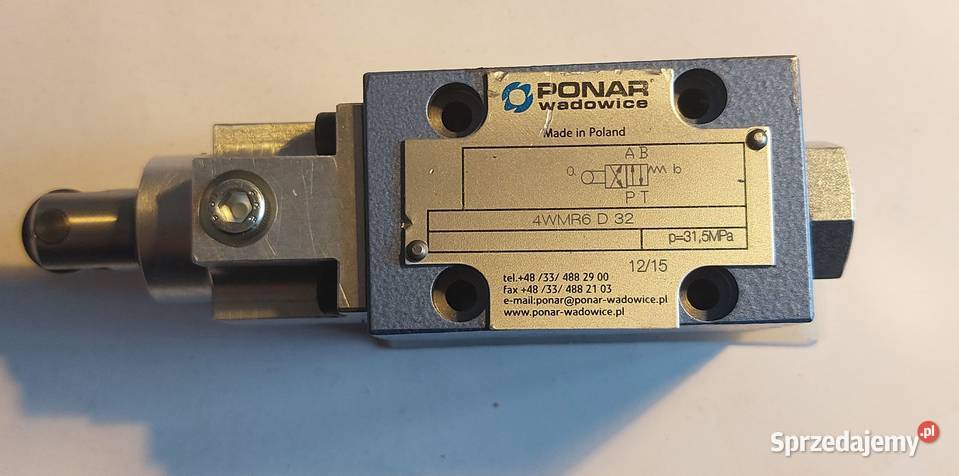 PONAR
wadowice
Made in Poland
A B
a b
P T
4WMR6 D 32
p=31,5MPa
12/15
tel.+48 /33/ 488 29 00
fax +48 /33/ 488 21 03
e-mail:ponar@ponar-wadowice.pl
www.ponar-wadowice.pl
Sprzedajemy.pl